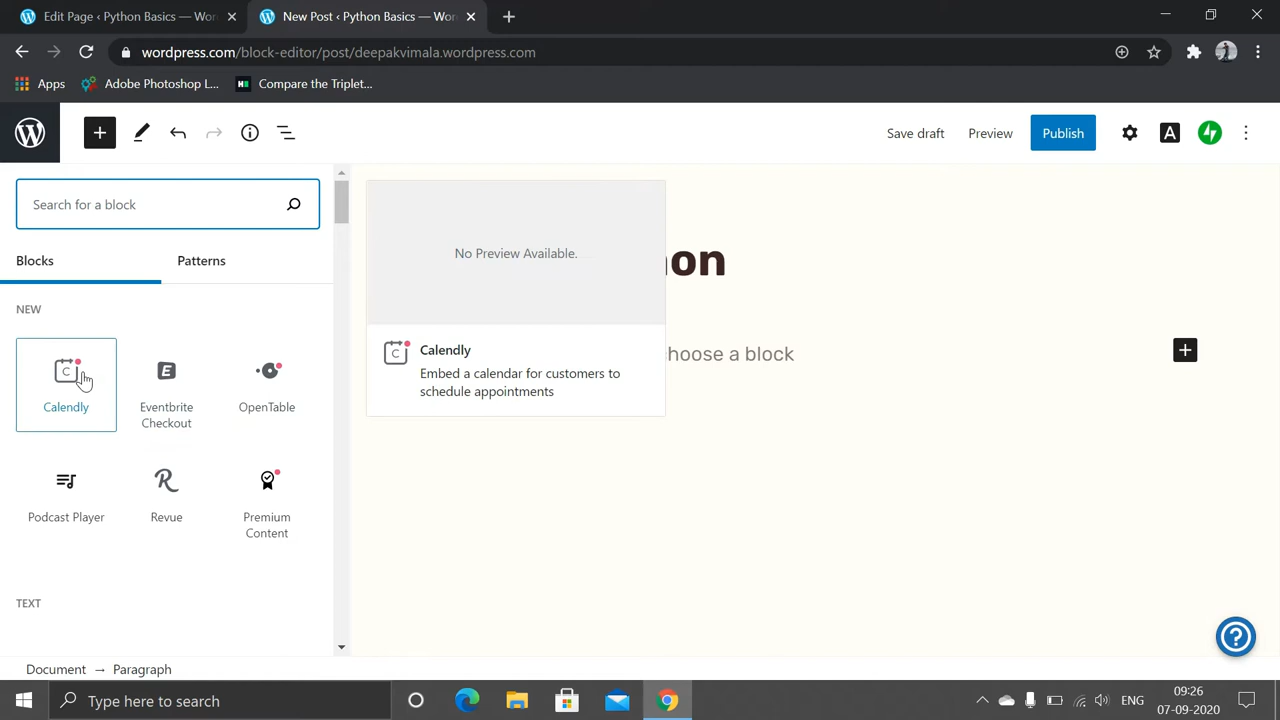 Edit Page ‹ Python Basics — Wor
New Post ‹ Python Basics — Word
wordpress.com/block-editor/post/deepakvimala.wordpress.com
Apps
Adobe Photoshop L...
Compare the Triplet...
Save draft
Preview
Publish
Search for a block
Blocks
Patterns
No Preview Available.
on
NEW
Calendly
Embed a calendar for customers to
schedule appointments
hoose a block
Calendly
Eventbrite
Checkout
OpenTable
Podcast Player
Revue
Premium
Content
TEXT
Document → Paragraph
Type here to search
ENG
09:26
07-09-2020